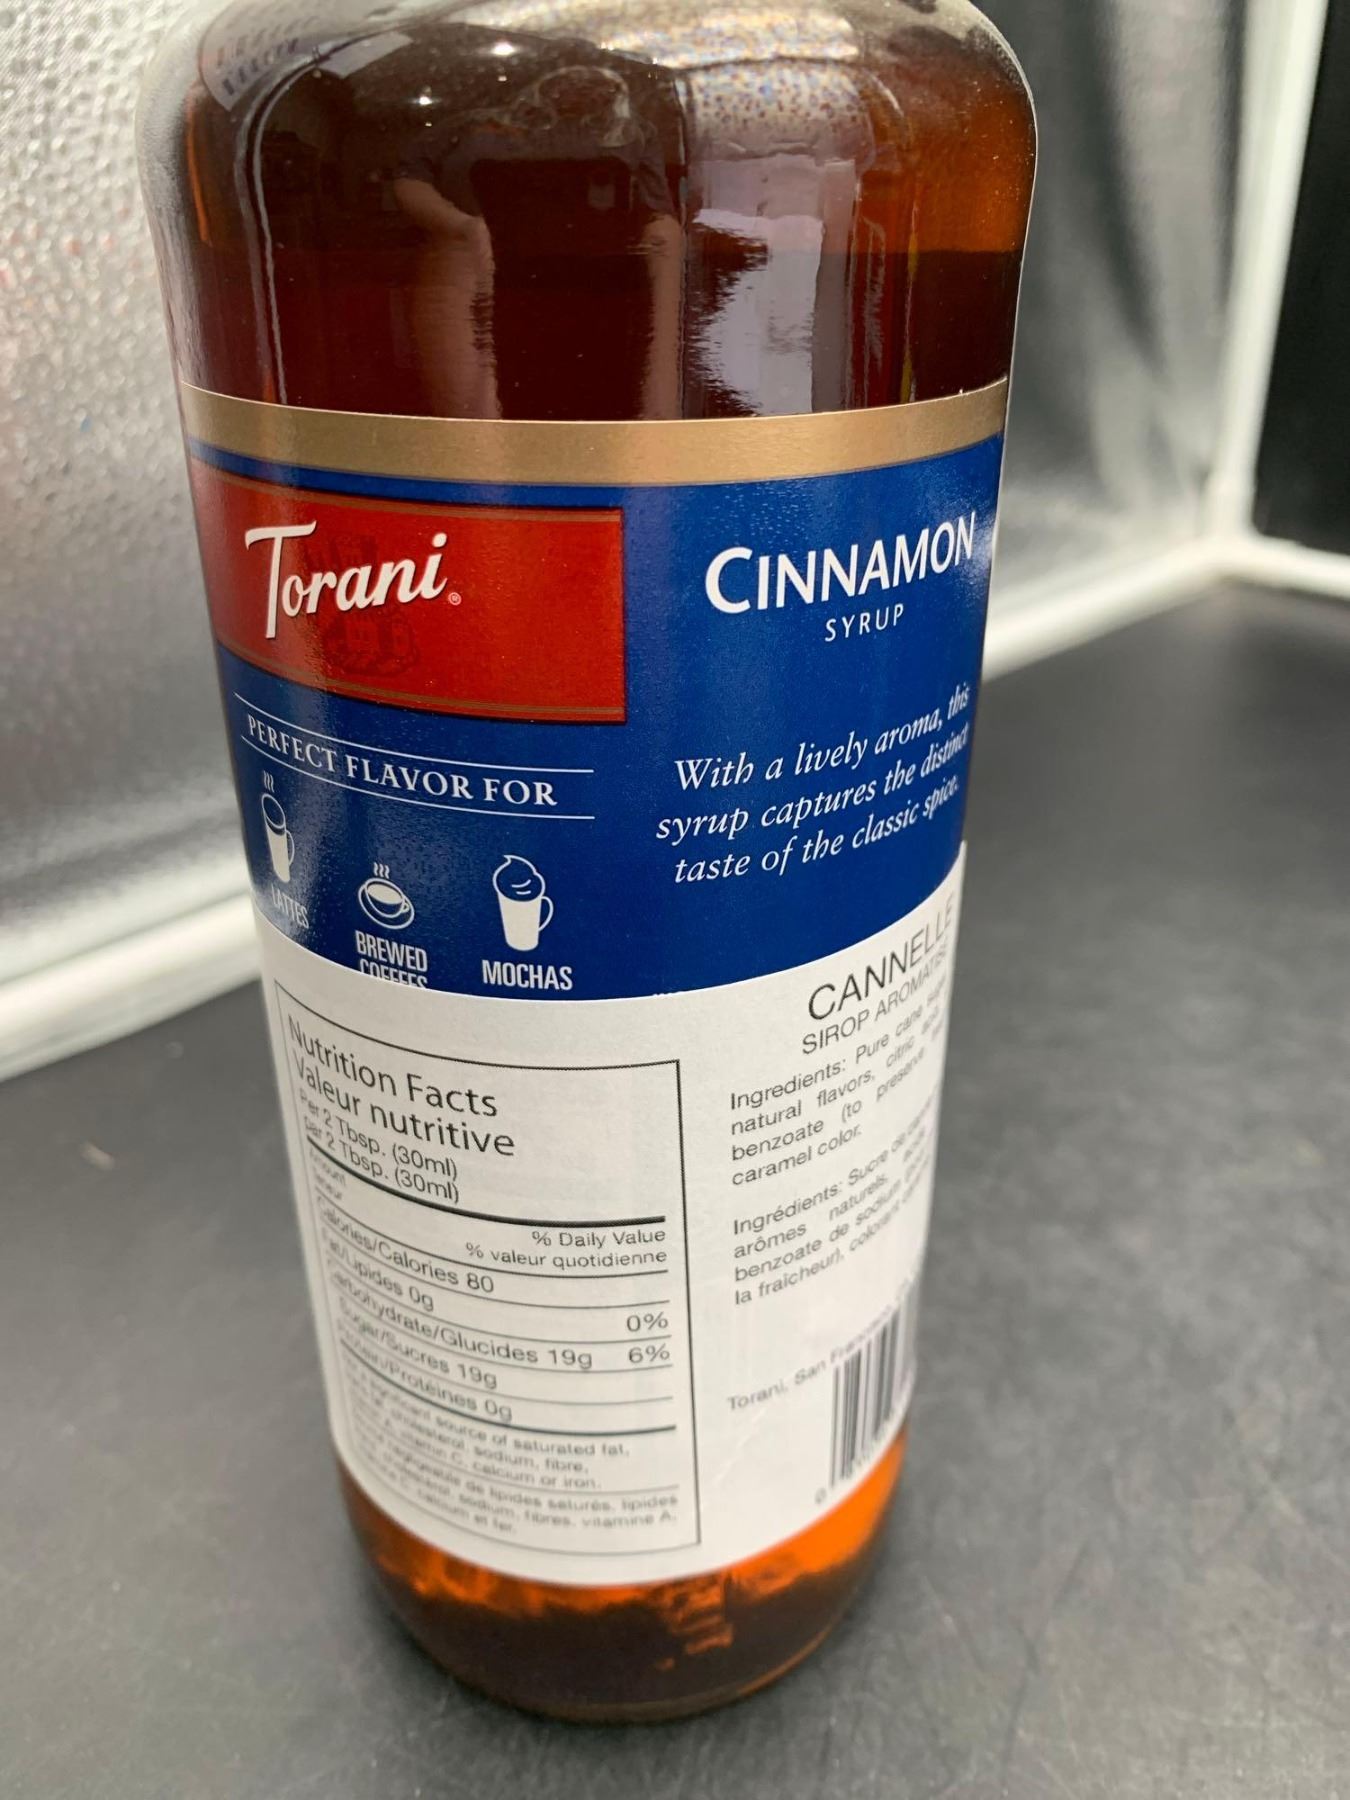 Torani®
CINNAMON
SYRUP
PERFECT FLAVOR FOR
LATTES
BREWED
COFFEES
MOCHAS
With a lively aroma, this
syrup captures the distinct
taste of the classic spice.
CANNELLE
SIROP AROMATISÉ
Nutrition Facts
Valeur nutritive
Per 2 Tbsp. (30ml)
par 2 Tbsp. (30ml)
Amount
% Daily Value
% valeur quotidienne
Calories/Calories 80
Fat/Lipides 0g 0%
Carbohydrate/Glucides 19g 6%
Sugar/Sucres 19g
Protein/Protéines 0g
significant source of saturated fat,
cholesterol, sodium, fibre,
vitamin C, calcium or iron.
négligeable de lipides saturés, lipides
sodium, fibres, vitamine A,
calcium et fer.
Ingredients: Pure cane
natural flavors, citric
benzoate (to preserve
caramel color.
Ingrédients: Sucre de
arômes naturels,
benzoate de sodium
la fraîcheur), colorant
Torani, San Francisco,
0